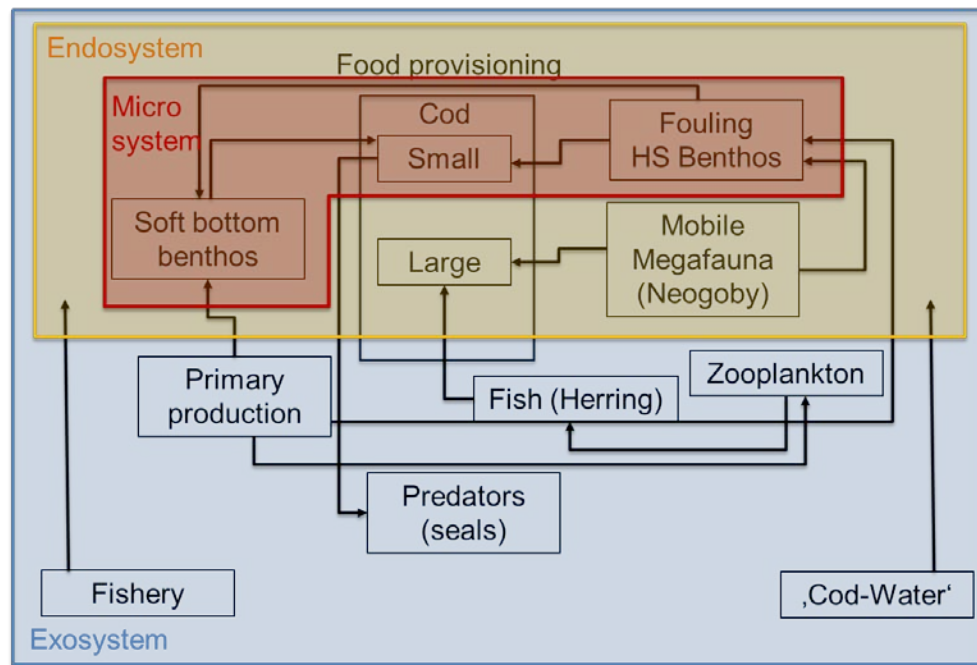 Endosystem
Food provisioning
Micro
system
Cod
Small
Fouling
HS Benthos
Soft bottom
benthos
Large
Mobile
Megafauna
(Neogoby)
Primary
production
Fish (Herring)
Zooplankton
Predators
(seals)
Fishery
‚Cod-Water‘
Exosystem